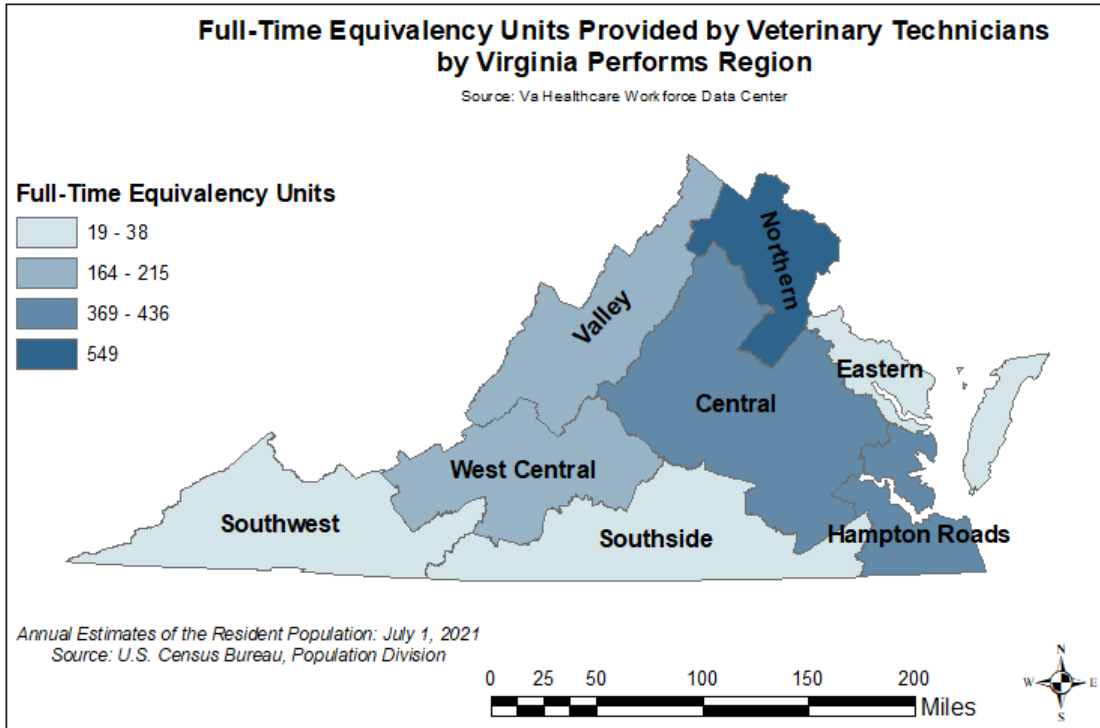 Full-Time Equivalency Units Provided by Veterinary Technicians
by Virginia Performs Region
Source: Va Healthcare Workforce Data Center
Full-Time Equivalency Units
19 - 38
164 - 215
369 - 436
549
Northern
Valley
Eastern
Central
West Central
Southwest
Southside
Hampton Roads
Annual Estimates of the Resident Population: July 1, 2021
Source: U.S. Census Bureau, Population Division
0 25 50 100 150 200
Miles
N
W E
S